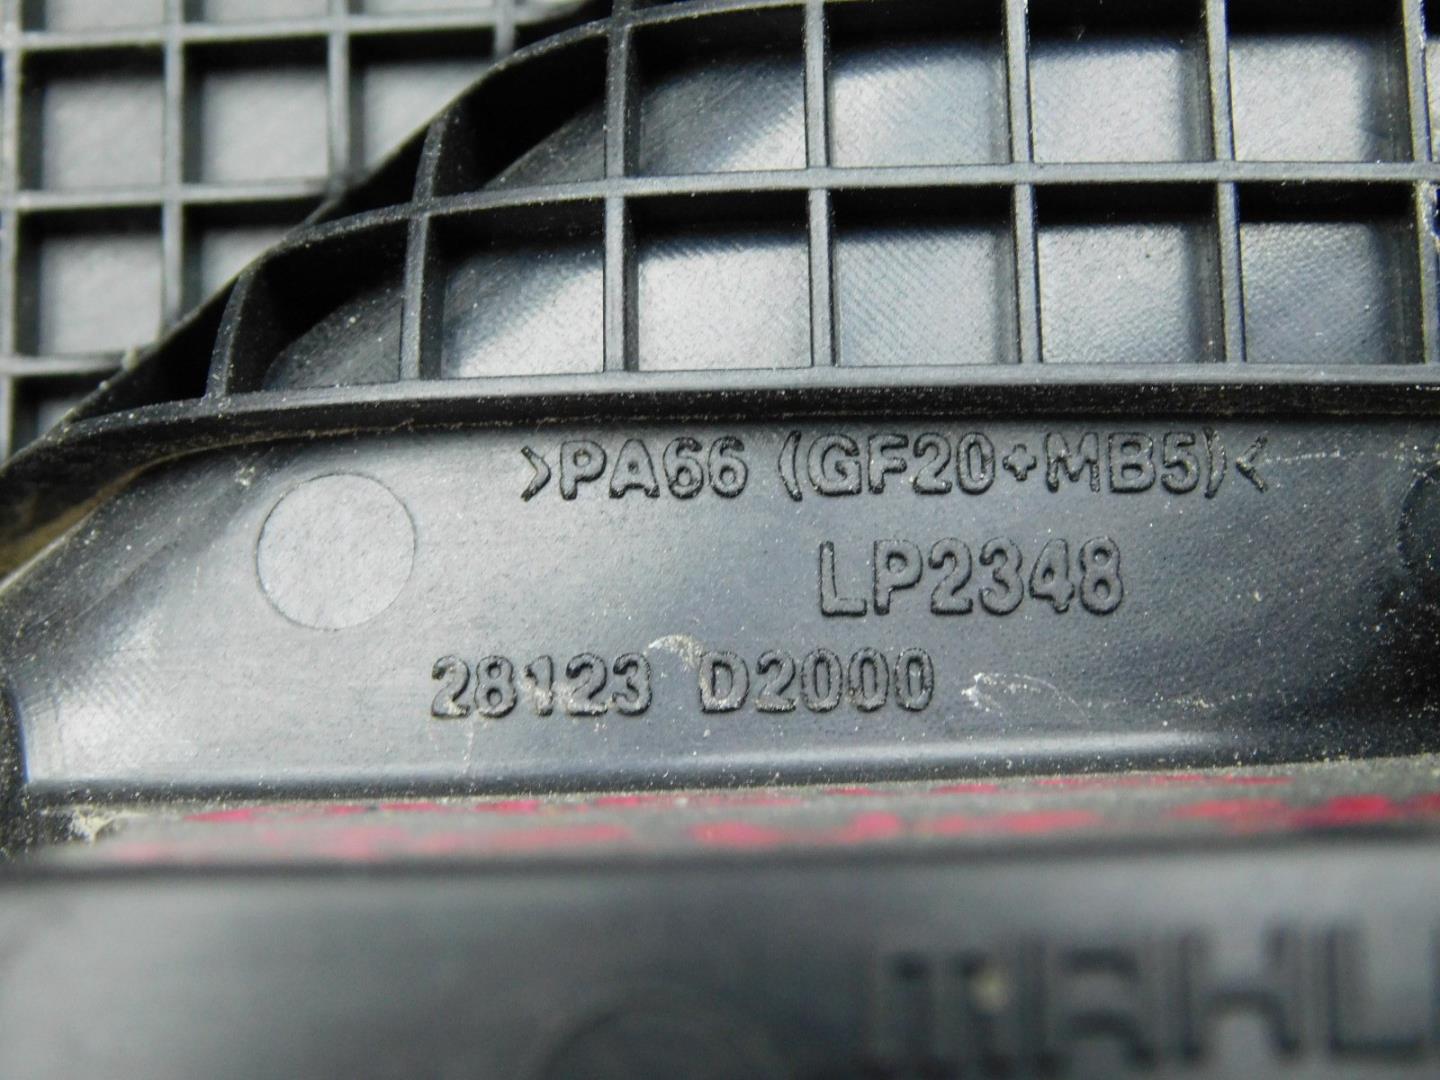 >PA66 (GF20+MB5)<
LP2348
28123 D2000